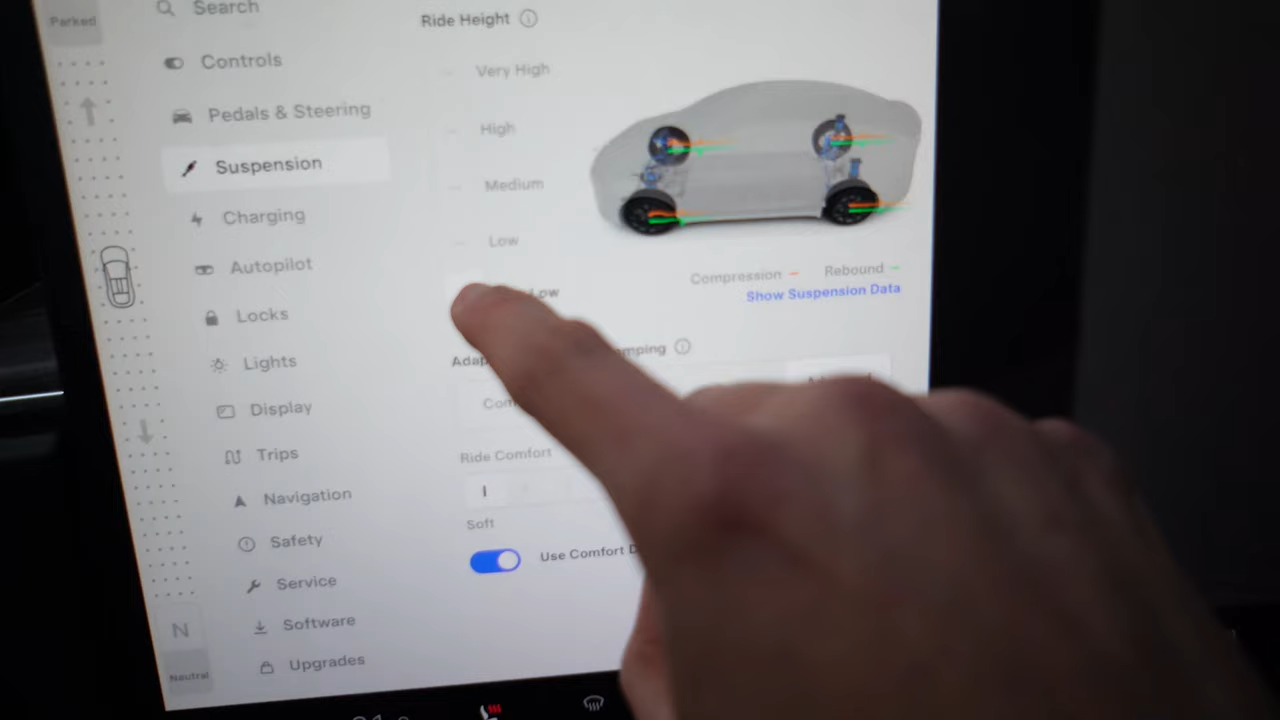 Parked
Search
Controls
Pedals & Steering
Suspension
Charging
Autopilot
Locks
Lights
Display
Trips
Navigation
Safety
Service
Software
Upgrades
N
Neutral
Ride Height
Very High
High
Medium
Low
Low
Compression
Rebound
Show Suspension Data
Ride Comfort
Soft
Use Comfort